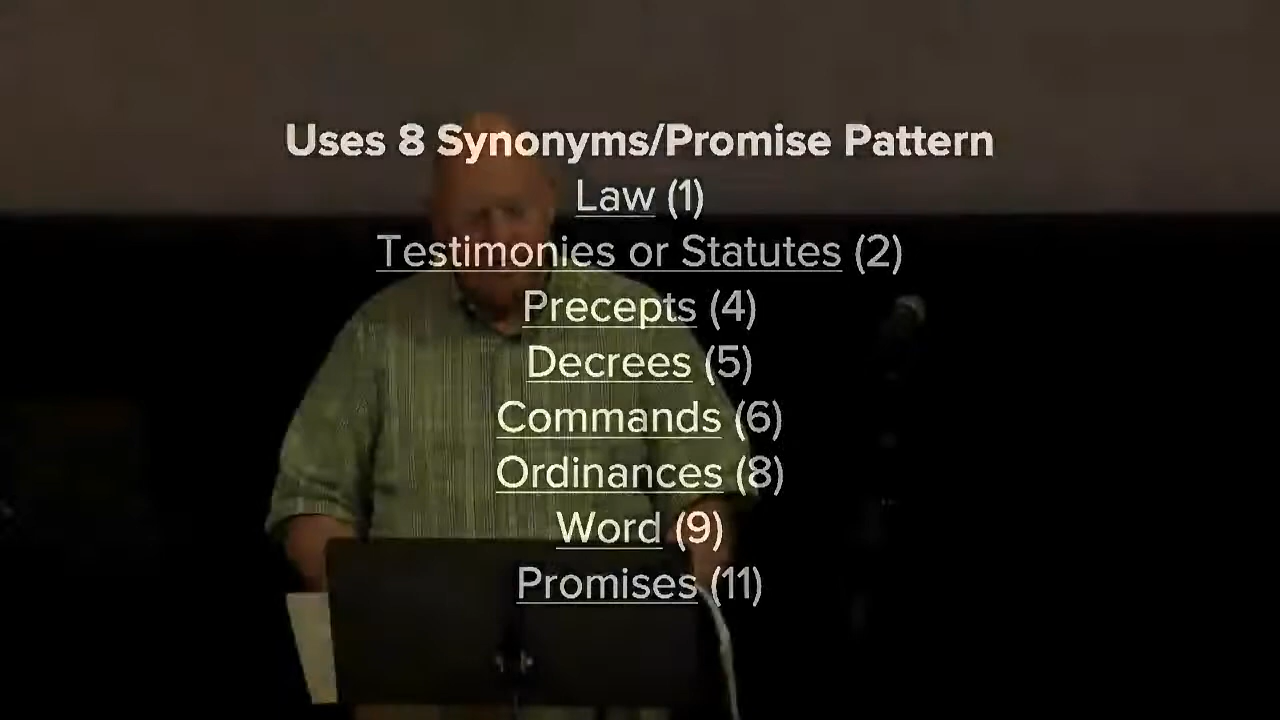 Uses 8 Synonyms/Promise Pattern
Law (1)
Testimonies or Statutes (2)
Precepts (4)
Decrees (5)
Commands (6)
Ordinances (8)
Word (9)
Promises (11)